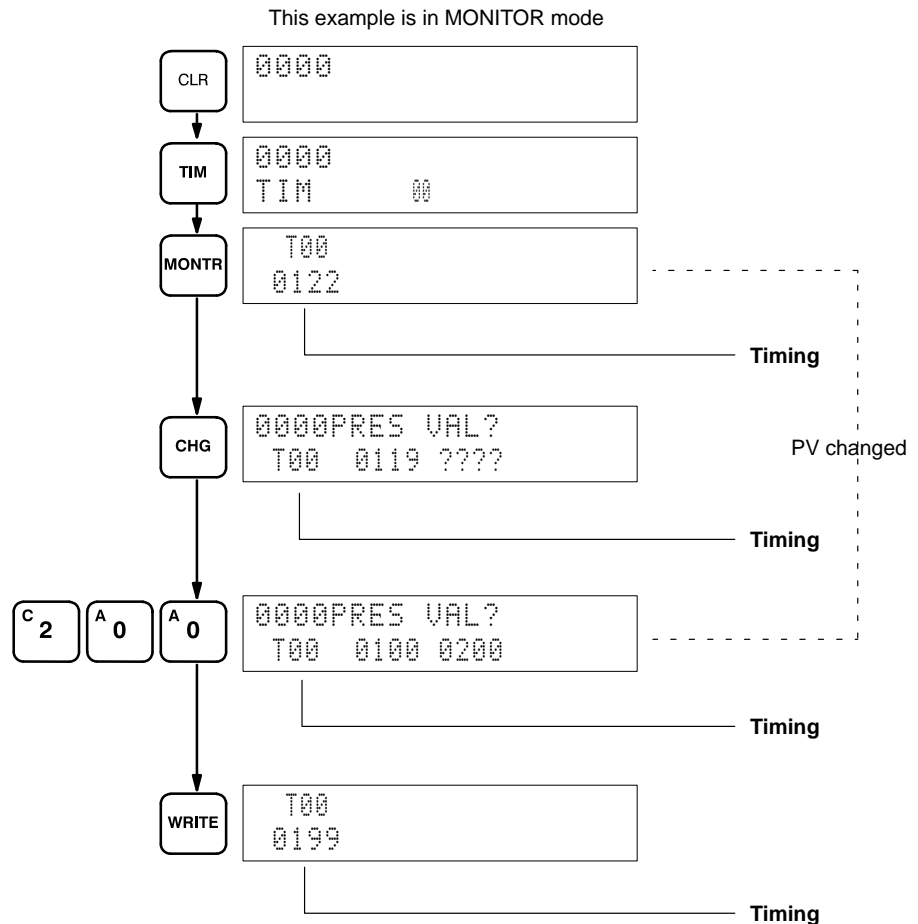 This example is in MONITOR mode
CLR
0000
TIM
0000
TIM 00
MONTR
T00
0122
Timing
CHG
0000PRES VAL?
T00 0119 ????
PV changed
Timing
C 2
A 0
A 0
0000PRES VAL?
T00 0100 0200
Timing
WRITE
T00
0199
Timing